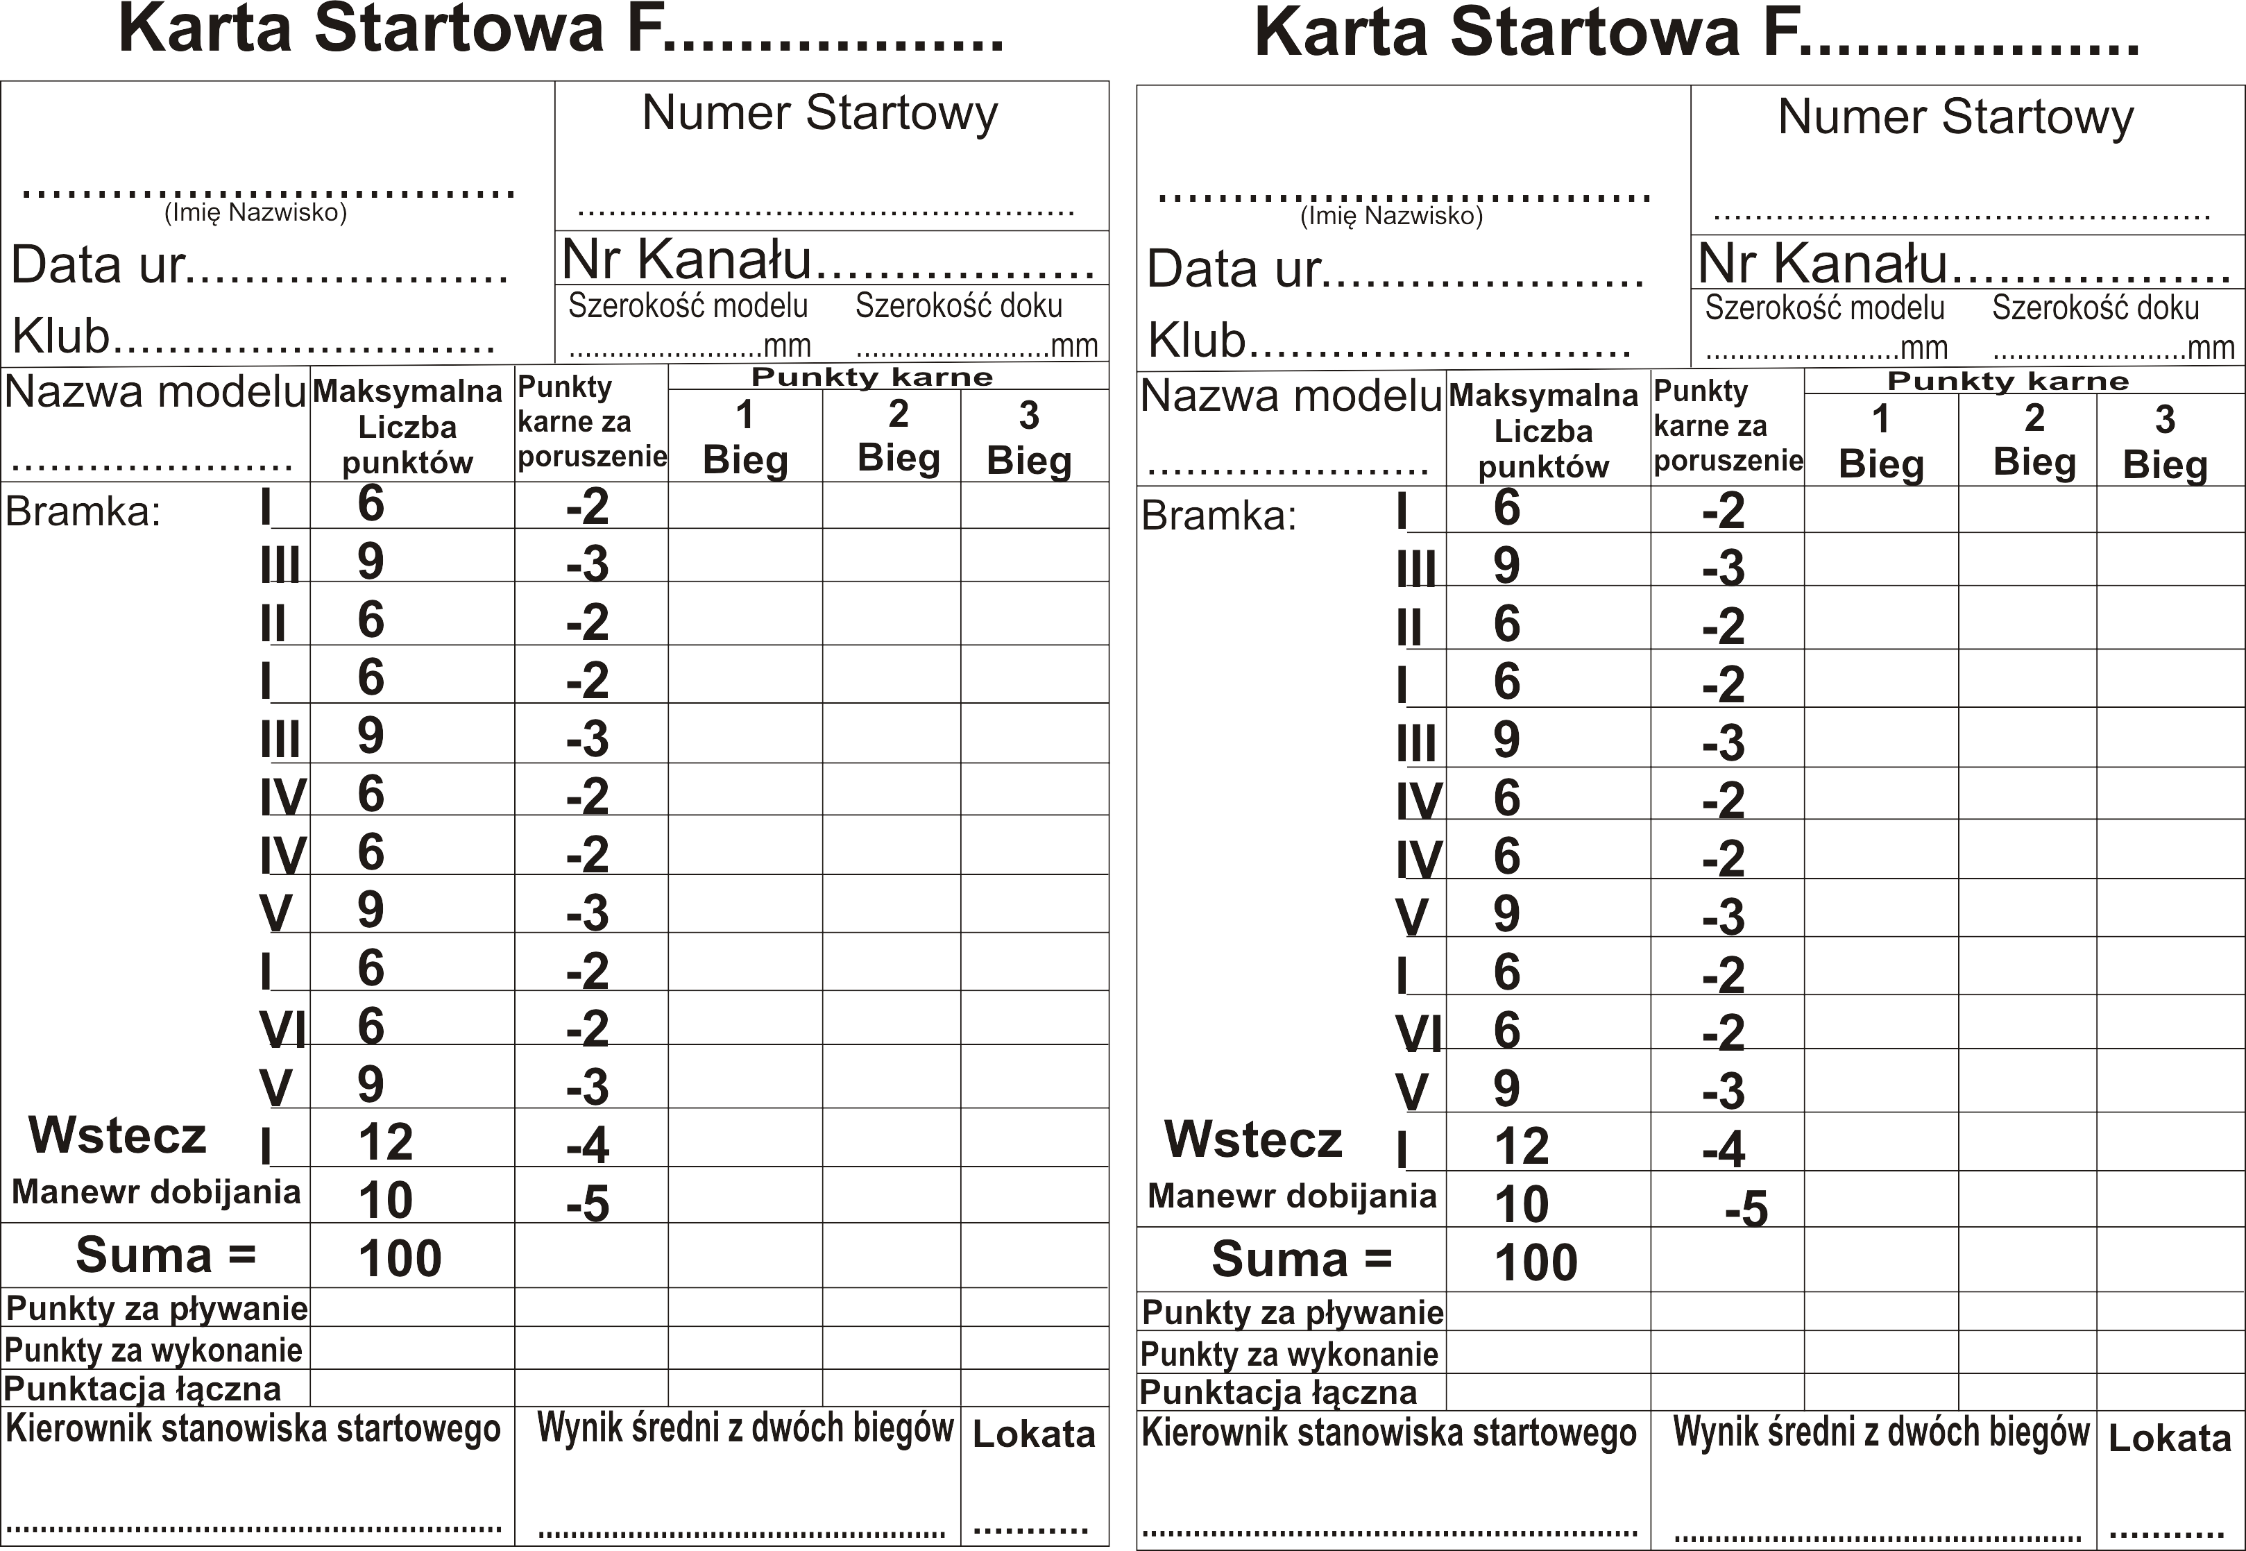 Karta Startowa F..................
Numer Startowy
................................
(Imię Nazwisko)
................................................
Data ur......................
Nr Kanału..................
Szerokość modelu Szerokość doku
Klub...........................
........................mm ........................mm
Nazwa modelu
.....................
Maksymalna
Liczba
punktów
Punkty
karne za
poruszenie
Punkty karne
1 2 3
Bieg Bieg Bieg
Bramka: I 6 -2
III 9 -3
II 6 -2
I 6 -2
III 9 -3
IV 6 -2
IV 6 -2
V 9 -3
I 6 -2
VI 6 -2
V 9 -3
Wstecz I 12 -4
Manewr dobijania 10 -5
Suma = 100
Punkty za pływanie
Punkty za wykonanie
Punktacja łączna
Kierownik stanowiska startowego Wynik średni z dwóch biegów Lokata
............................................................ .................................................. ...........
Karta Startowa F..................
Numer Startowy
................................
(Imię Nazwisko)
................................................
Data ur......................
Nr Kanału..................
Szerokość modelu Szerokość doku
Klub...........................
........................mm ........................mm
Nazwa modelu
.....................
Maksymalna
Liczba
punktów
Punkty
karne za
poruszenie
Punkty karne
1 2 3
Bieg Bieg Bieg
Bramka: I 6 -2
III 9 -3
II 6 -2
I 6 -2
III 9 -3
IV 6 -2
IV 6 -2
V 9 -3
I 6 -2
VI 6 -2
V 9 -3
Wstecz I 12 -4
Manewr dobijania 10 -5
Suma = 100
Punkty za pływanie
Punkty za wykonanie
Punktacja łączna
Kierownik stanowiska startowego Wynik średni z dwóch biegów Lokata
............................................................ .................................................. ...........